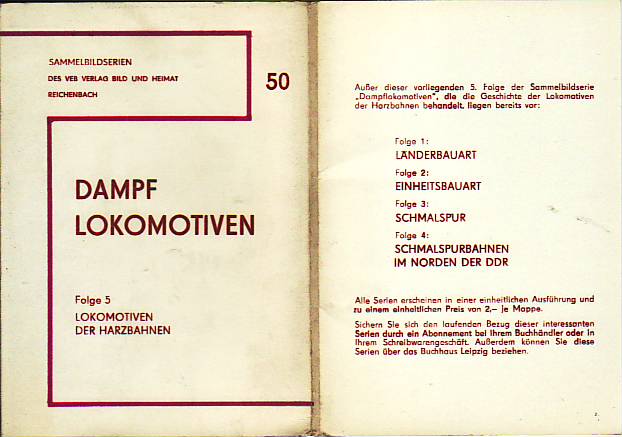 SAMMELBILDSERIEN
DES VEB VERLAG BILD UND HEIMAT
REICHENBACH
50
DAMPF
LOKOMOTIVEN
Folge 5
LOKOMOTIVEN
DER HARZBAHNEN
Außer dieser vorliegenden 5. Folge der Sammelbildserie
„Dampflokomotiven", die die Geschichte der Lokomotiven
der Harzbahnen behandelt, liegen bereits vor:
Folge 1:
LÄNDERBAUART
Folge 2:
EINHEITSBAUART
Folge 3:
SCHMALSPUR
Folge 4:
SCHMALSPURBAHNEN
IM NORDEN DER DDR
Alle Serien erscheinen in einer einheitlichen Ausführung und
zu einem einheitlichen Preis von 2,– je Mappe.
Sichern Sie sich den laufenden Bezug dieser interessanten
Serien durch ein Abonnement bei Ihrem Buchhändler oder in
Ihrem Schreibwarengeschäft. Außerdem können Sie diese
Serien über das Buchhaus Leipzig beziehen.